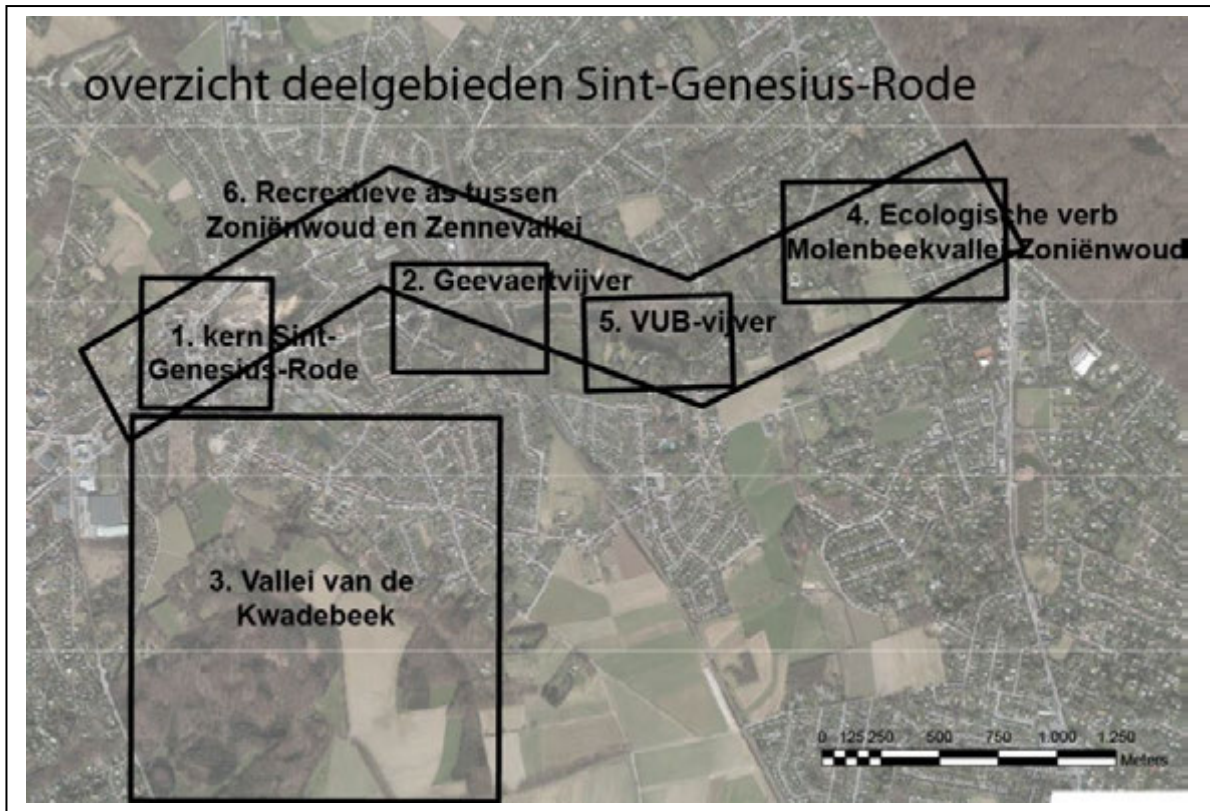 overzicht deelgebieden Sint-Genesius-Rode
6. Recreatieve as tussen
Zoniënwoud en Zennevallei
4. Ecologische verb
Molenbeekvallei-Zoniënwoud
2. Geevaertvijver
5. VUB-vijver
1. kern Sint-
Genesius-Rode
3. Vallei van de
Kwadebeek
0 125 250 500 750 1.000 1.250
Meters